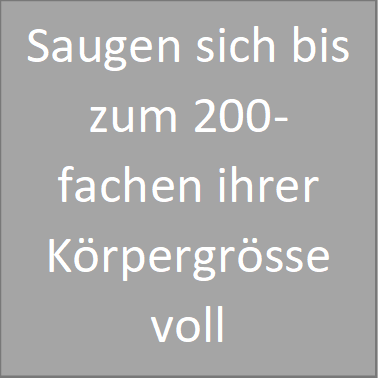 Saugen sich bis
zum 200-
fachen ihrer
Körpergrösse
voll